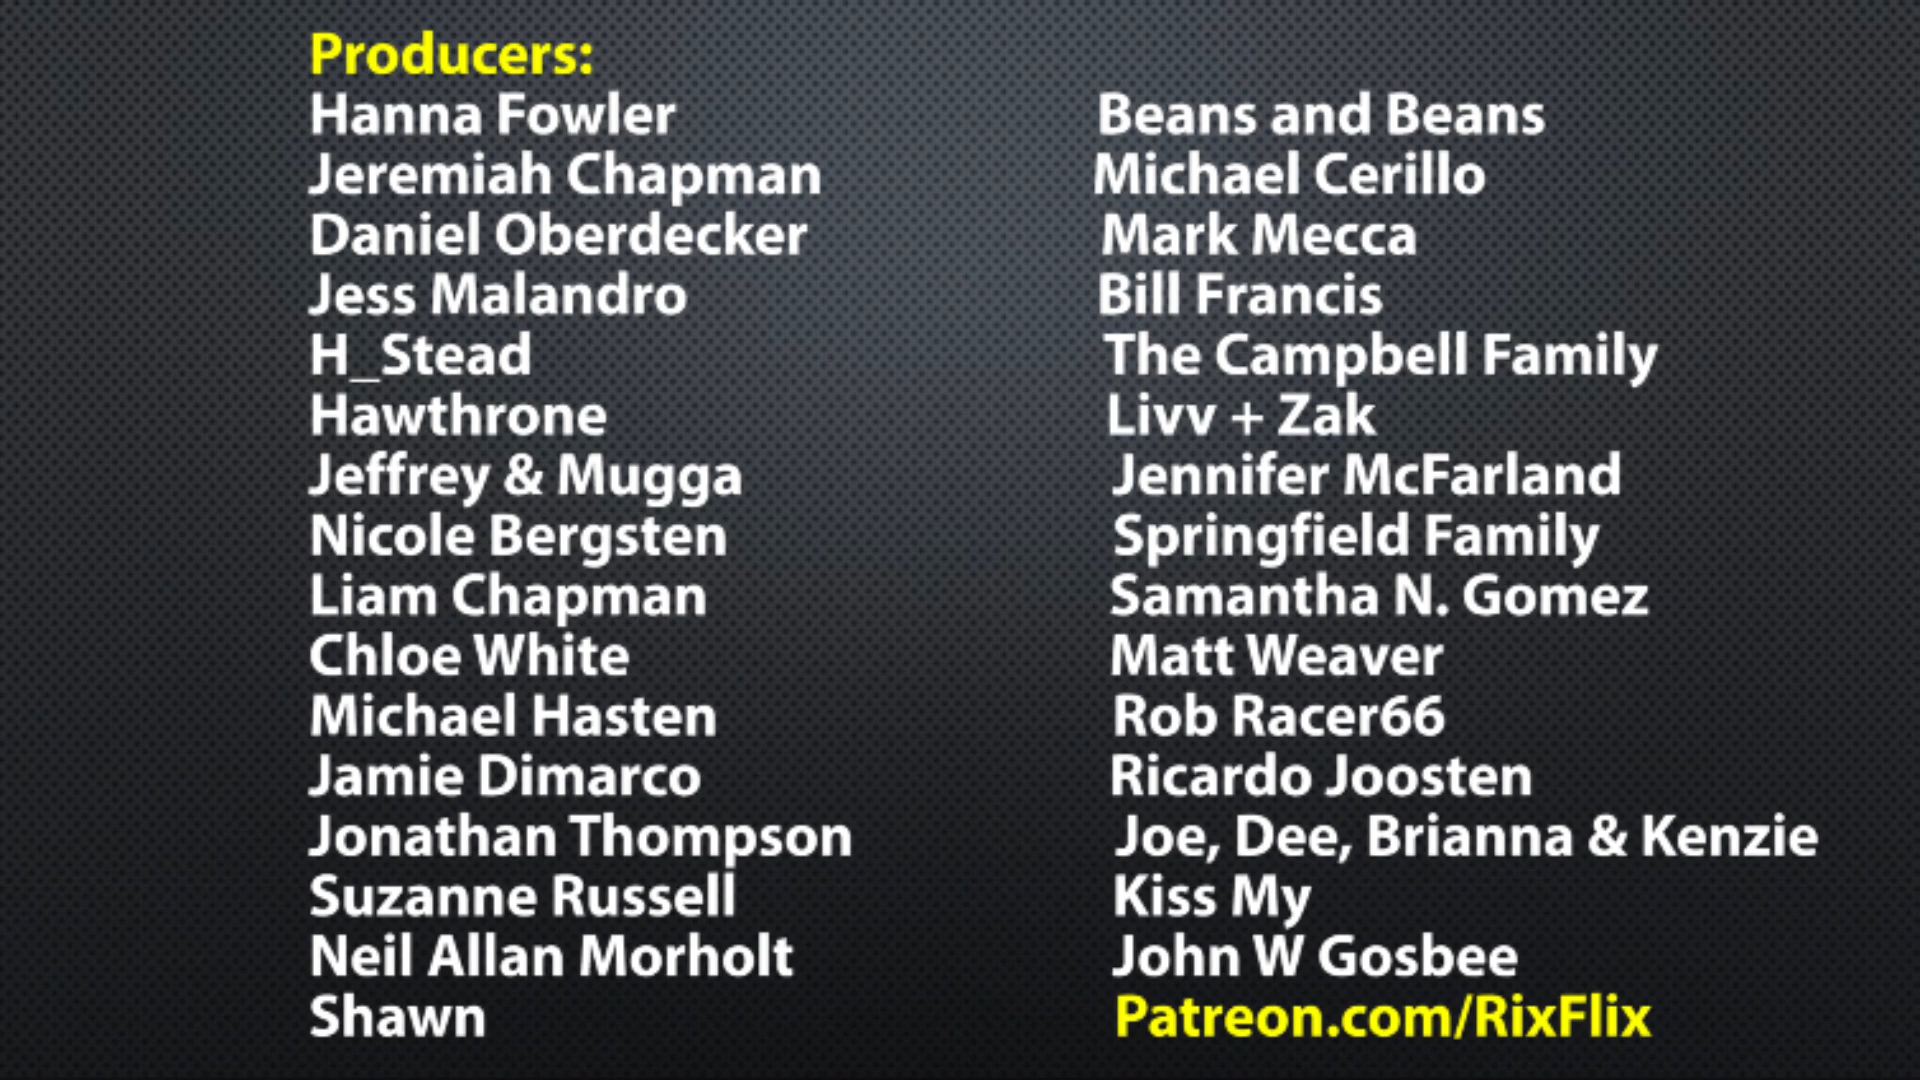 Producers:
Hanna Fowler
Jeremiah Chapman
Daniel Oberdecker
Jess Malandro
H_Stead
Hawthrone
Jeffrey & Mugga
Nicole Bergsten
Liam Chapman
Chloe White
Michael Hasten
Jamie Dimarco
Jonathan Thompson
Suzanne Russell
Neil Allan Morholt
Shawn
Beans and Beans
Michael Cerillo
Mark Mecca
Bill Francis
The Campbell Family
Livv + Zak
Jennifer McFarland
Springfield Family
Samantha N. Gomez
Matt Weaver
Rob Racer66
Ricardo Joosten
Joe, Dee, Brianna & Kenzie
Kiss My
John W Gosbee
Patreon.com/RixFlix